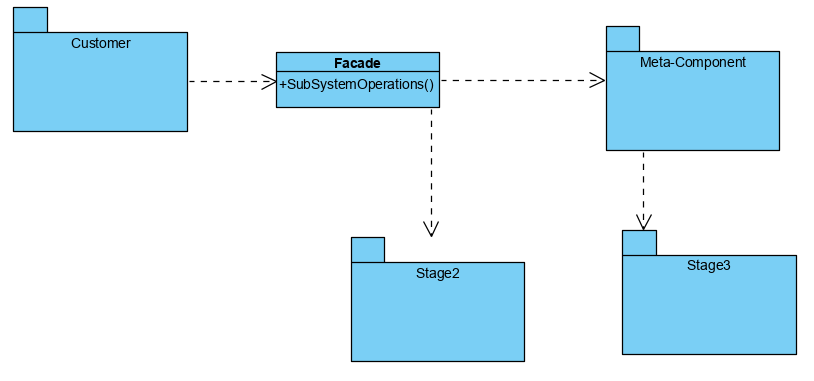 Customer
Facade
+SubSystemOperations()
Meta-Component
Stage2
Stage3